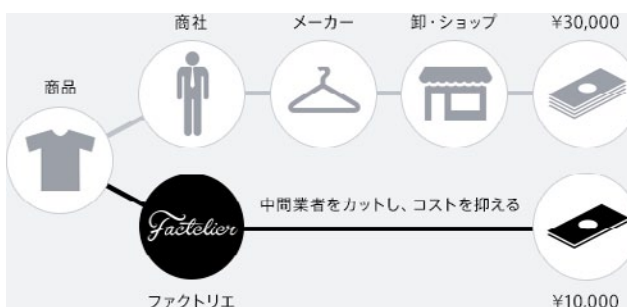 商社
メーカー
卸・ショップ
¥30,000
商品
Factelier
中間業者をカットし、コストを抑える
ファクトリエ
¥10,000